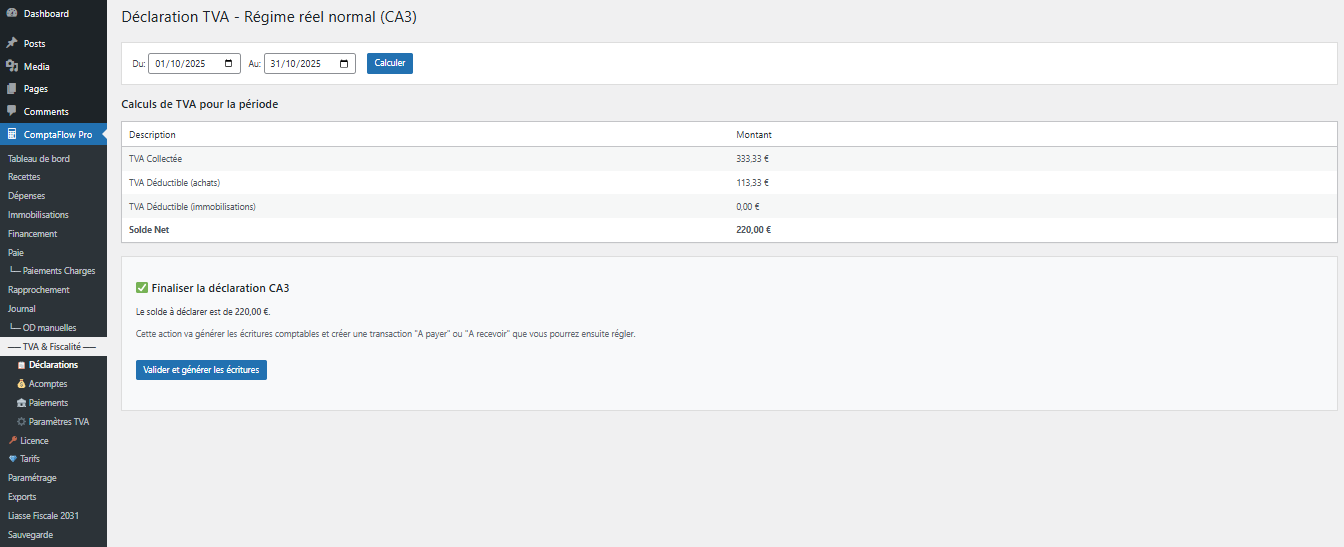 Dashboard
Posts
Media
Pages
Comments
ComptaFlow Pro
Tableau de bord
Recettes
Dépenses
Immobilisations
Financement
Paie
└─ Paiements Charges
Rapprochement
Journal
└─ OD manuelles
── TVA & Fiscalité ──
Déclarations
Acomptes
Paiements
Paramètres TVA
Licence
Tarifs
Paramétrage
Exports
Liasse Fiscale 2031
Sauvegarde
Déclaration TVA - Régime réel normal (CA3)
Du: 01/10/2025 Au: 31/10/2025 Calculer
Calculs de TVA pour la période
Description Montant
TVA Collectée 333,33 €
TVA Déductible (achats) 113,33 €
TVA Déductible (immobilisations) 0,00 €
Solde Net 220,00 €
✅ Finaliser la déclaration CA3
Le solde à déclarer est de 220,00 €.
Cette action va générer les écritures comptables et créer une transaction "A payer" ou "A recevoir" que vous pourrez ensuite régler.
Valider et générer les écritures